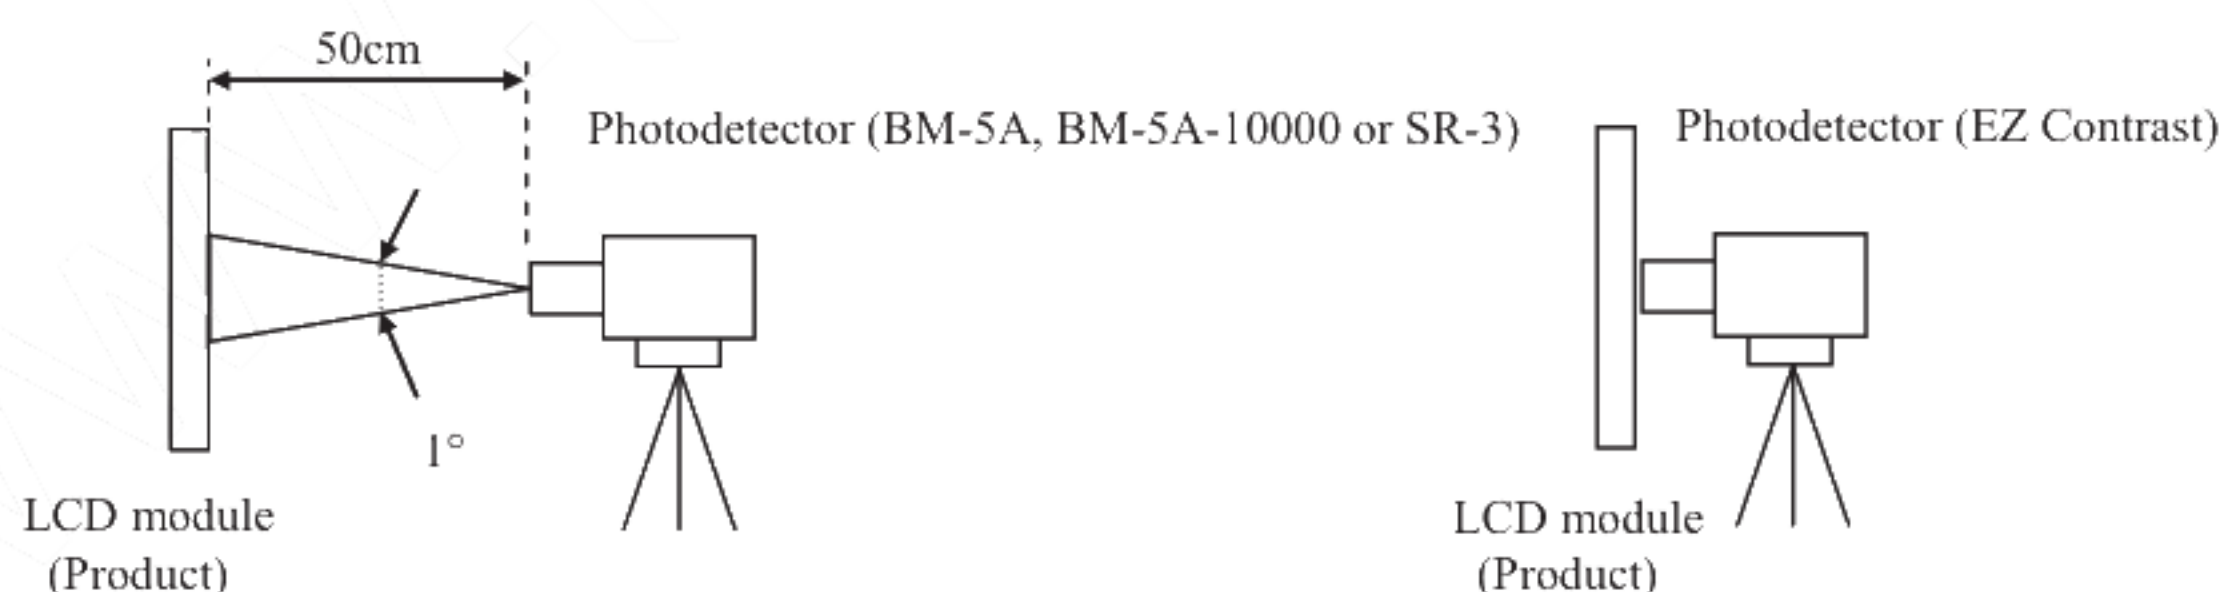 50cm
Photodetector (BM-5A, BM-5A-10000 or SR-3)
1°
LCD module
(Product)
Photodetector (EZ Contrast)
LCD module
(Product)